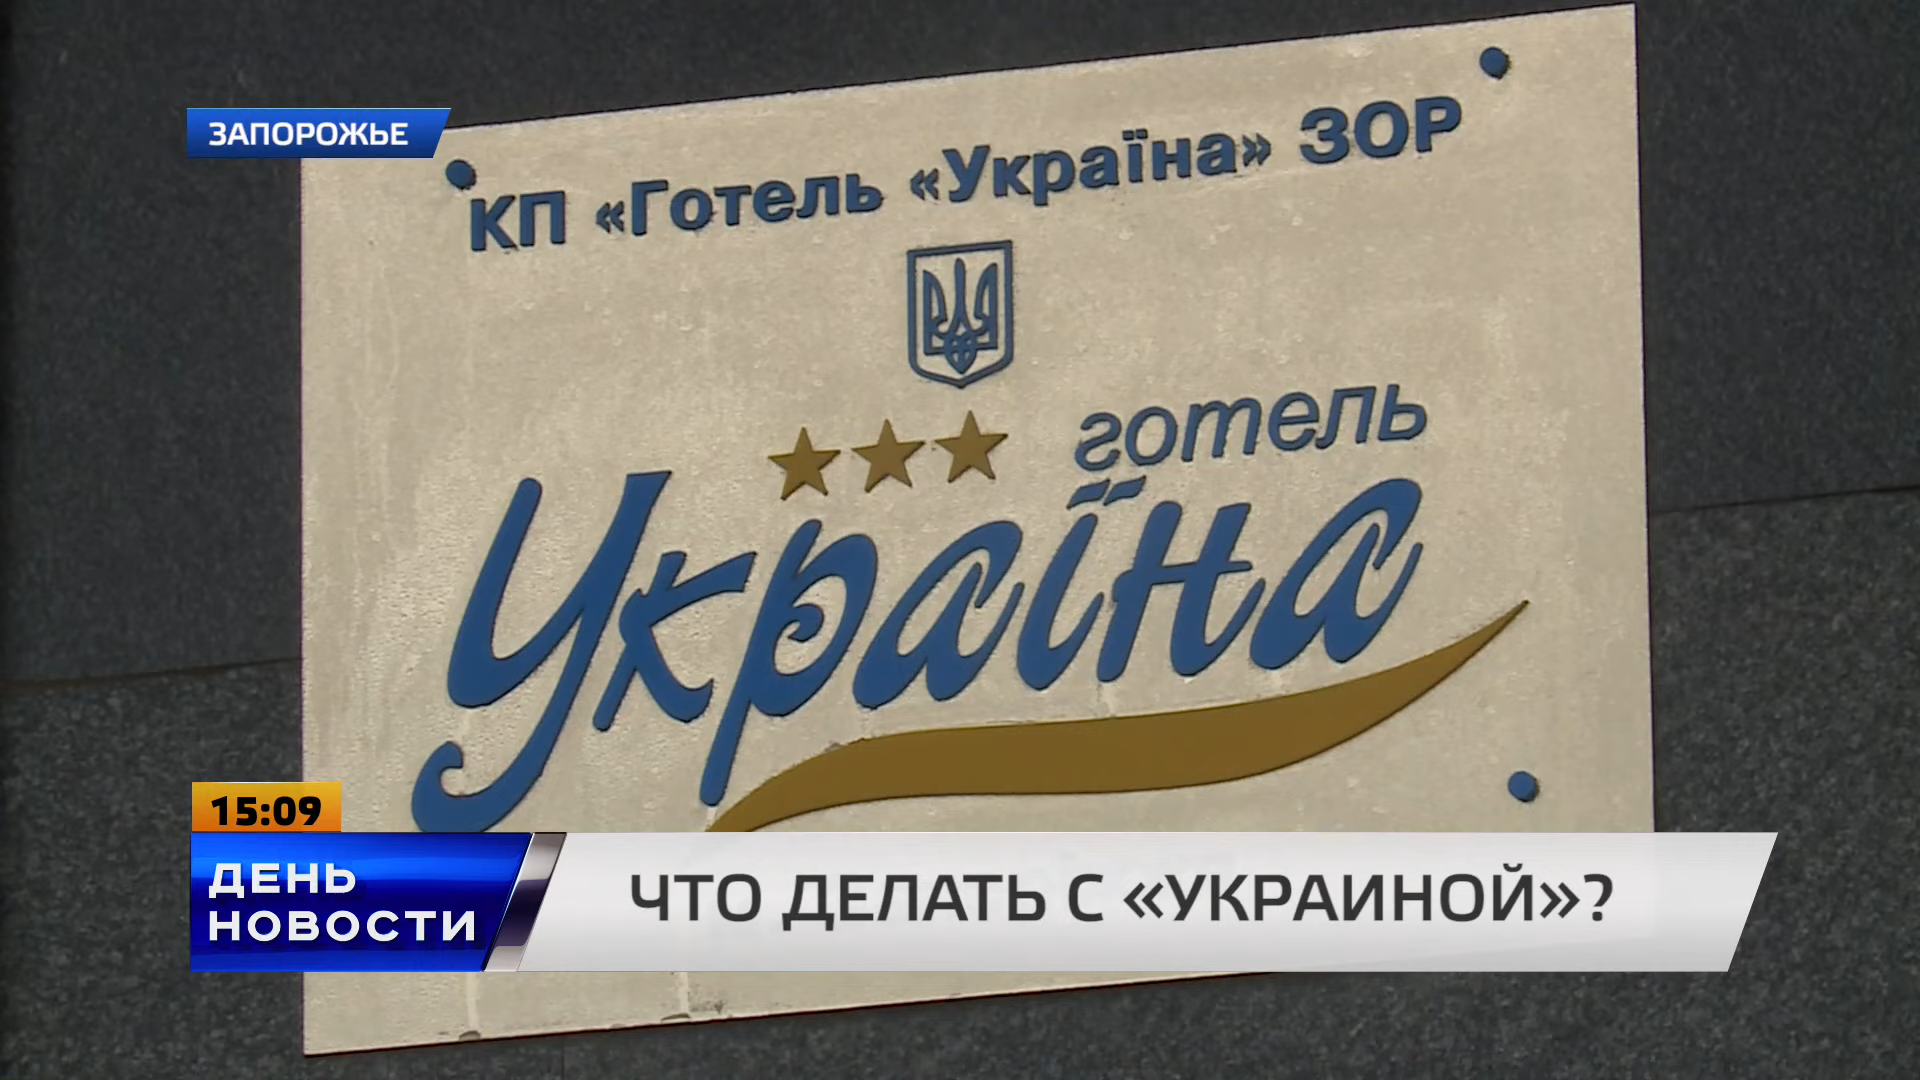 ЗАПОРОЖЬЕ
КП «Готель «Україна» ЗОР
готель
Україна
15:09
ДЕНЬ
НОВОСТИ
ЧТО ДЕЛАТЬ С «УКРАИНОЙ»?